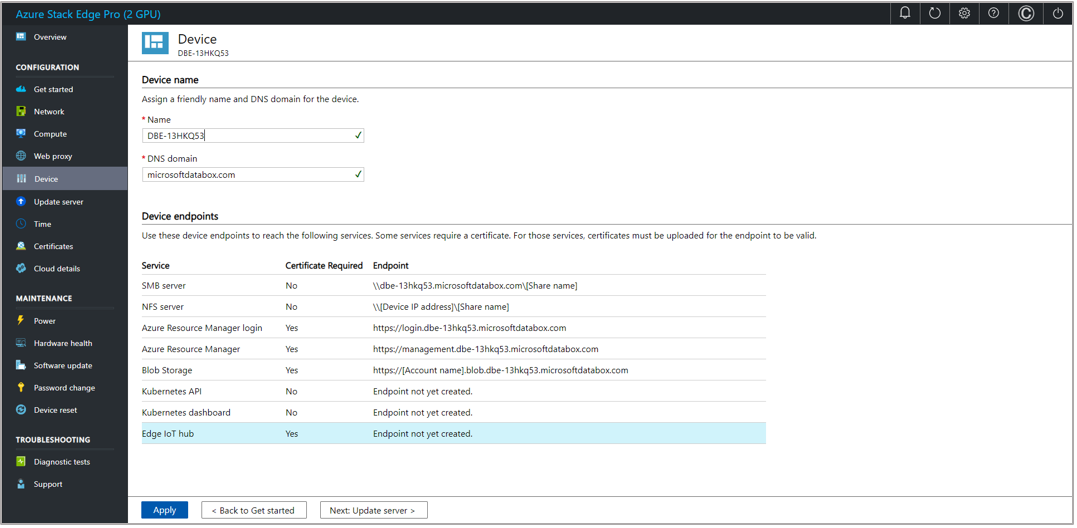 Azure Stack Edge Pro (2 GPU)
Overview
CONFIGURATION
Get started
Network
Compute
Web proxy
Device
Update server
Time
Certificates
Cloud details
MAINTENANCE
Power
Hardware health
Software update
Password change
Device reset
TROUBLESHOOTING
Diagnostic tests
Support
Device
DBE-13HKQ53
Device name
Assign a friendly name and DNS domain for the device.
* Name
DBE-13HKQ53
* DNS domain
microsoftdatabox.com
Device endpoints
Use these device endpoints to reach the following services. Some services require a certificate. For those services, certificates must be uploaded for the endpoint to be valid.
Service Certificate Required Endpoint
SMB server No \\dbe-13hkq53.microsoftdatabox.com\[Share name]
NFS server No \\[Device IP address]\[Share name]
Azure Resource Manager login Yes https://login.dbe-13hkq53.microsoftdatabox.com
Azure Resource Manager Yes https://management.dbe-13hkq53.microsoftdatabox.com
Blob Storage Yes https://[Account name].blob.dbe-13hkq53.microsoftdatabox.com
Kubernetes API No Endpoint not yet created.
Kubernetes dashboard No Endpoint not yet created.
Edge IoT hub Yes Endpoint not yet created.
Apply < Back to Get started Next: Update server >